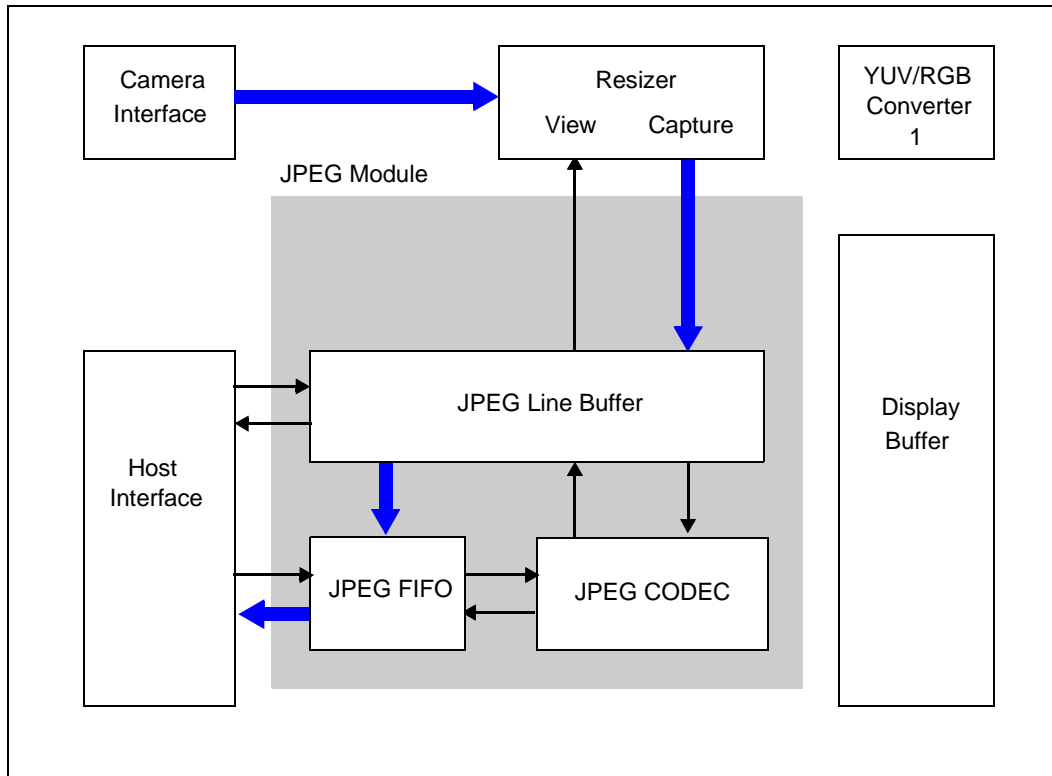 Camera
Interface
Resizer
View Capture
YUV/RGB
Converter
1
JPEG Module
JPEG Line Buffer
Host
Interface
Display
Buffer
JPEG FIFO
JPEG CODEC